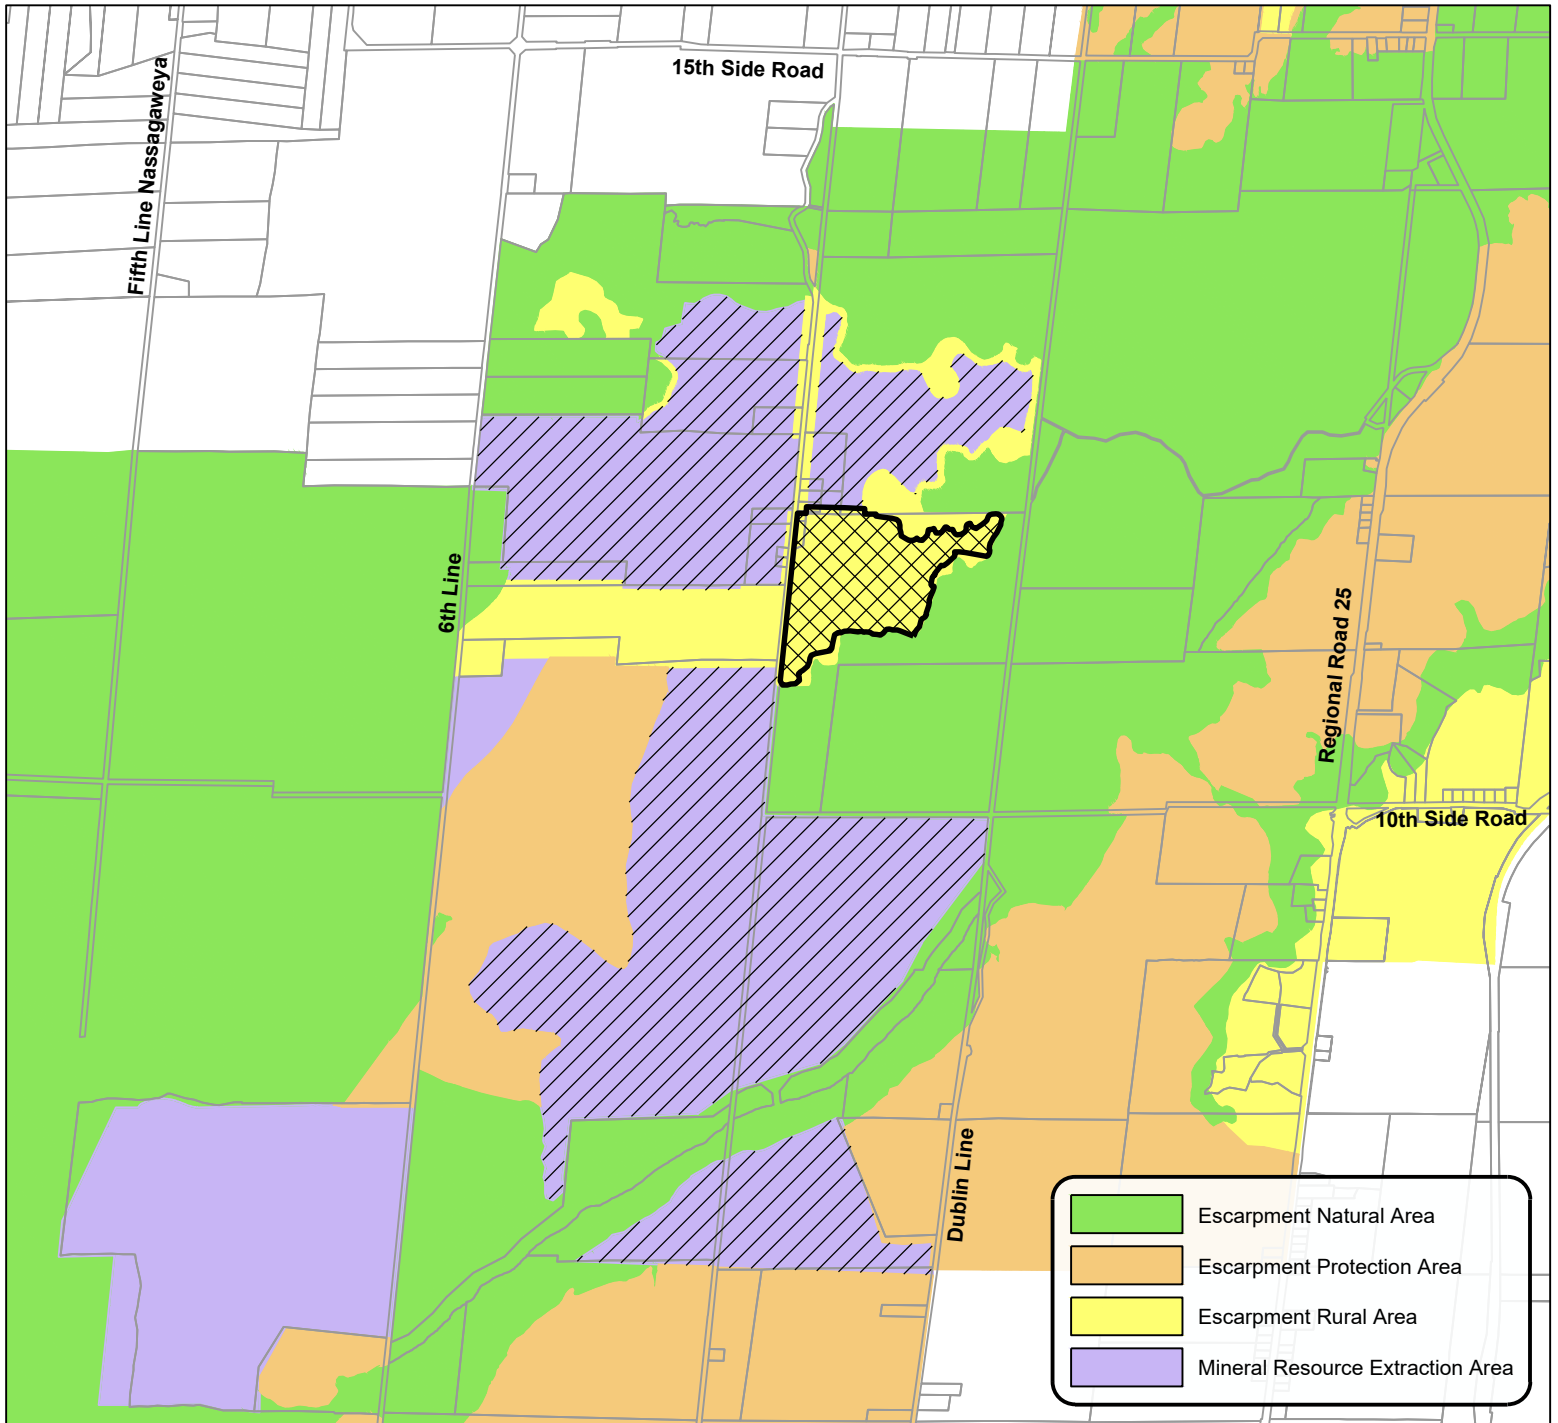 15th Side Road
Fifth Line Nassagaweya
6th Line
Regional Road 25
10th Side Road
Dublin Line
Escarpment Natural Area
Escarpment Protection Area
Escarpment Rural Area
Mineral Resource Extraction Area